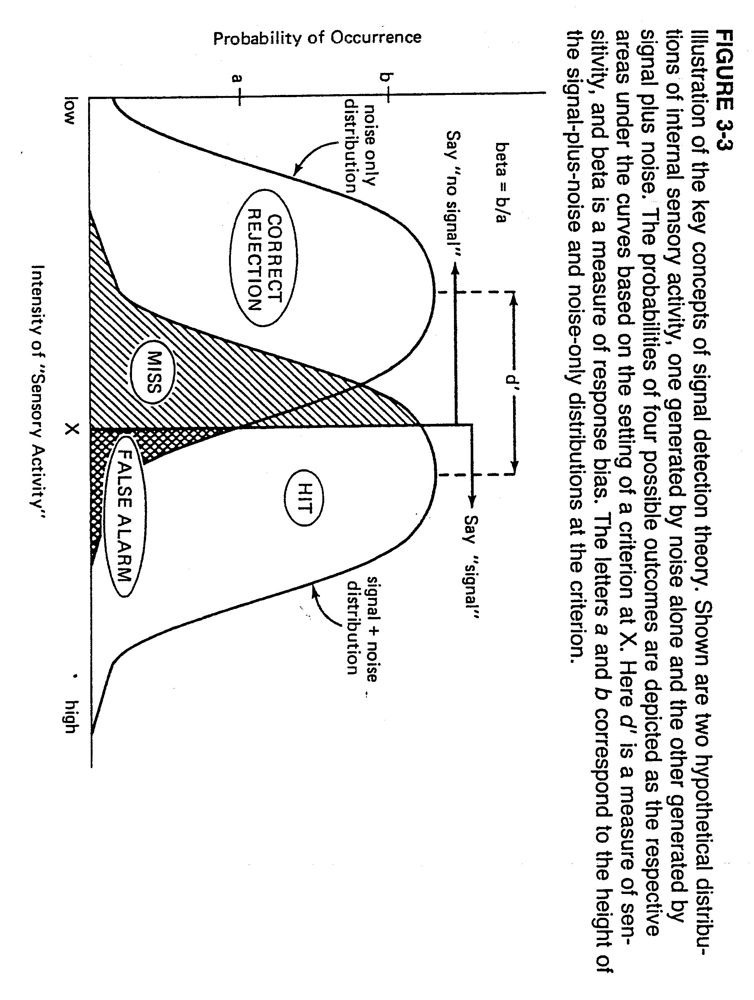 FIGURE 3-3
Illustration of the key concepts of signal detection theory. Shown are two hypothetical distribu-
tions of internal sensory activity, one generated by noise alone and the other generated by
signal plus noise. The probabilities of four possible outcomes are depicted as the respective
areas under the curves based on the setting of a criterion at X. Here d' is a measure of sen-
sitivity, and beta is a measure of response bias. The letters a and b correspond to the height of
the signal-plus-noise and noise-only distributions at the criterion.
beta = b/a
d'
Say "no signal"
Say "signal"
b
a
Probability of Occurrence
noise only
distribution
signal + noise
distribution
CORRECT
REJECTION
HIT
MISS
FALSE ALARM
low
X
high
Intensity of "Sensory Activity"